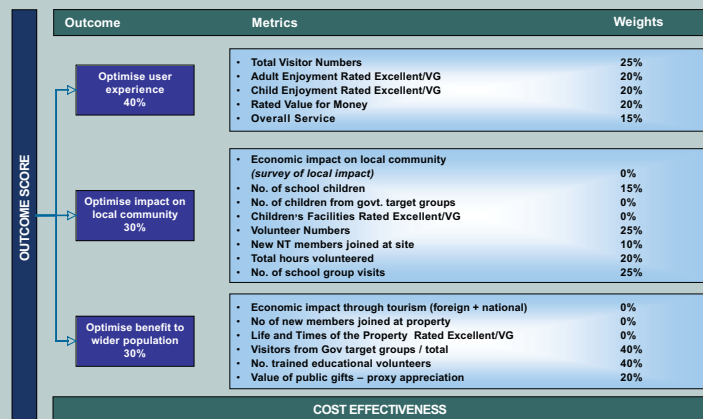 Outcome Metrics Weights
OUTCOME SCORE
Optimise user
experience
40%
• Total Visitor Numbers 25%
• Adult Enjoyment Rated Excellent/VG 20%
• Child Enjoyment Rated Excellent/VG 20%
• Rated Value for Money 20%
• Overall Service 15%
Optimise impact on
local community
30%
• Economic impact on local community
(survey of local impact) 0%
• No. of school children 15%
• No. of children from govt. target groups 0%
• Children's Facilities Rated Excellent/VG 0%
• Volunteer Numbers 25%
• New NT members joined at site 10%
• Total hours volunteered 20%
• No. of school group visits 25%
Optimise benefit to
wider population
30%
• Economic impact through tourism (foreign + national) 0%
• No of new members joined at property 0%
• Life and Times of the Property Rated Excellent/VG 0%
• Visitors from Gov target groups / total 40%
• No. trained educational volunteers 40%
• Value of public gifts – proxy appreciation 20%
COST EFFECTIVENESS